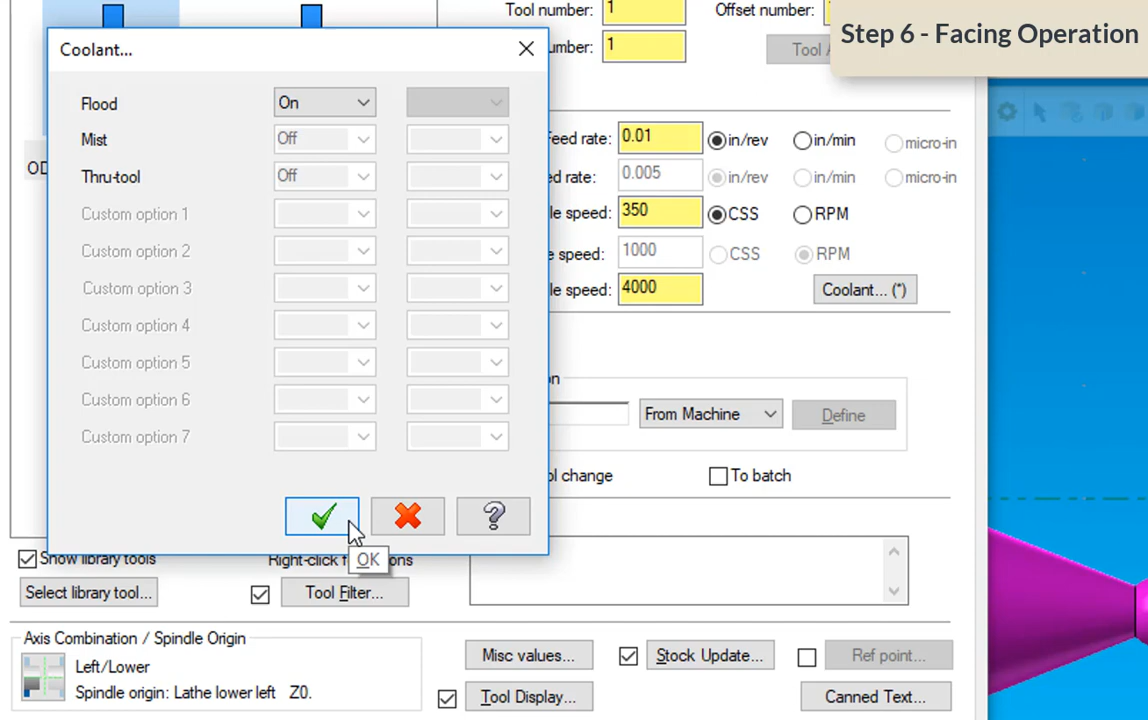 Tool number: 1 Offset number:
Step 6 - Facing Operation
Coolant...
number: 1
Tool
Flood On
Mist Off
Thru-tool Off
Custom option 1
Custom option 2
Custom option 3
Custom option 4
Custom option 5
Custom option 6
Custom option 7
OD
Feed rate: 0.01 in/rev in/min micro-in
ed rate: 0.005 in/rev in/min micro-in
le speed: 350 CSS RPM
e speed: 1000 CSS RPM
le speed: 4000 Coolant... (*)
on
From Machine Define
ol change To batch
OK
Show library tools Right-click f ons
Select library tool... Tool Filter...
Axis Combination / Spindle Origin
Left/Lower
Spindle origin: Lathe lower left Z0.
Misc values... Stock Update... Ref point...
Tool Display... Canned Text...